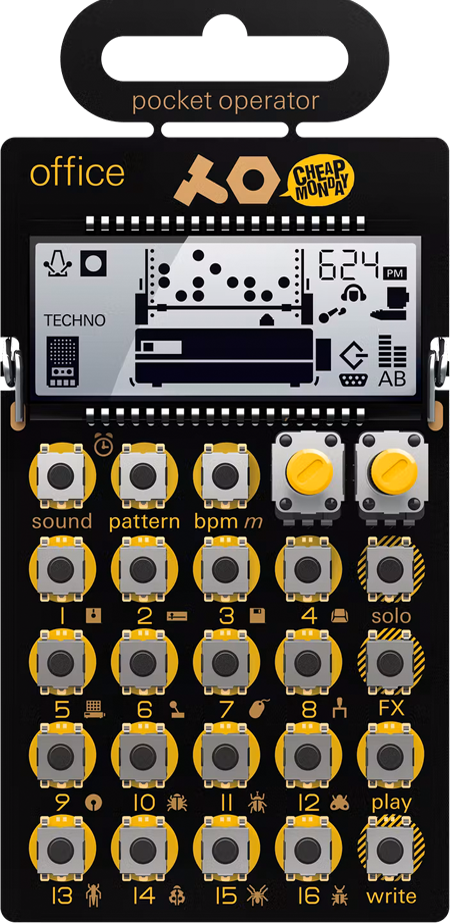 pocket operator
office
CHEAP
MONDAY
624 PM
TECHNO
AB
sound pattern bpm m
1 2 3 4 solo
5 6 7 8 FX
9 10 11 12 play
13 14 15 16 write